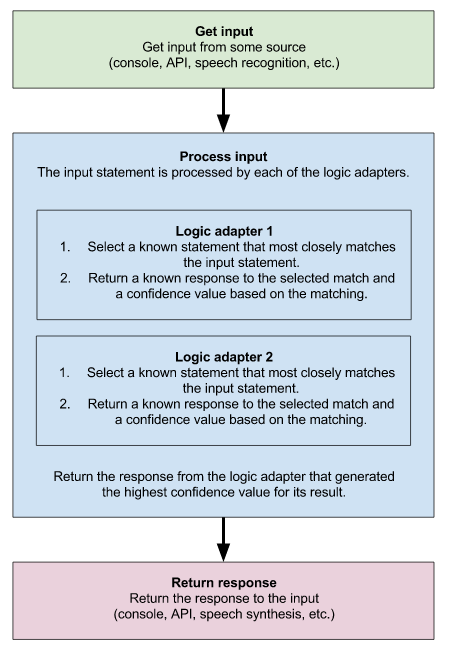 Get input
Get input from some source
(console, API, speech recognition, etc.)
Process input
The input statement is processed by each of the logic adapters.
Logic adapter 1
1. Select a known statement that most closely matches
the input statement.
2. Return a known response to the selected match and
a confidence value based on the matching.
Logic adapter 2
1. Select a known statement that most closely matches
the input statement.
2. Return a known response to the selected match and
a confidence value based on the matching.
Return the response from the logic adapter that generated
the highest confidence value for its result.
Return response
Return the response to the input
(console, API, speech synthesis, etc.)